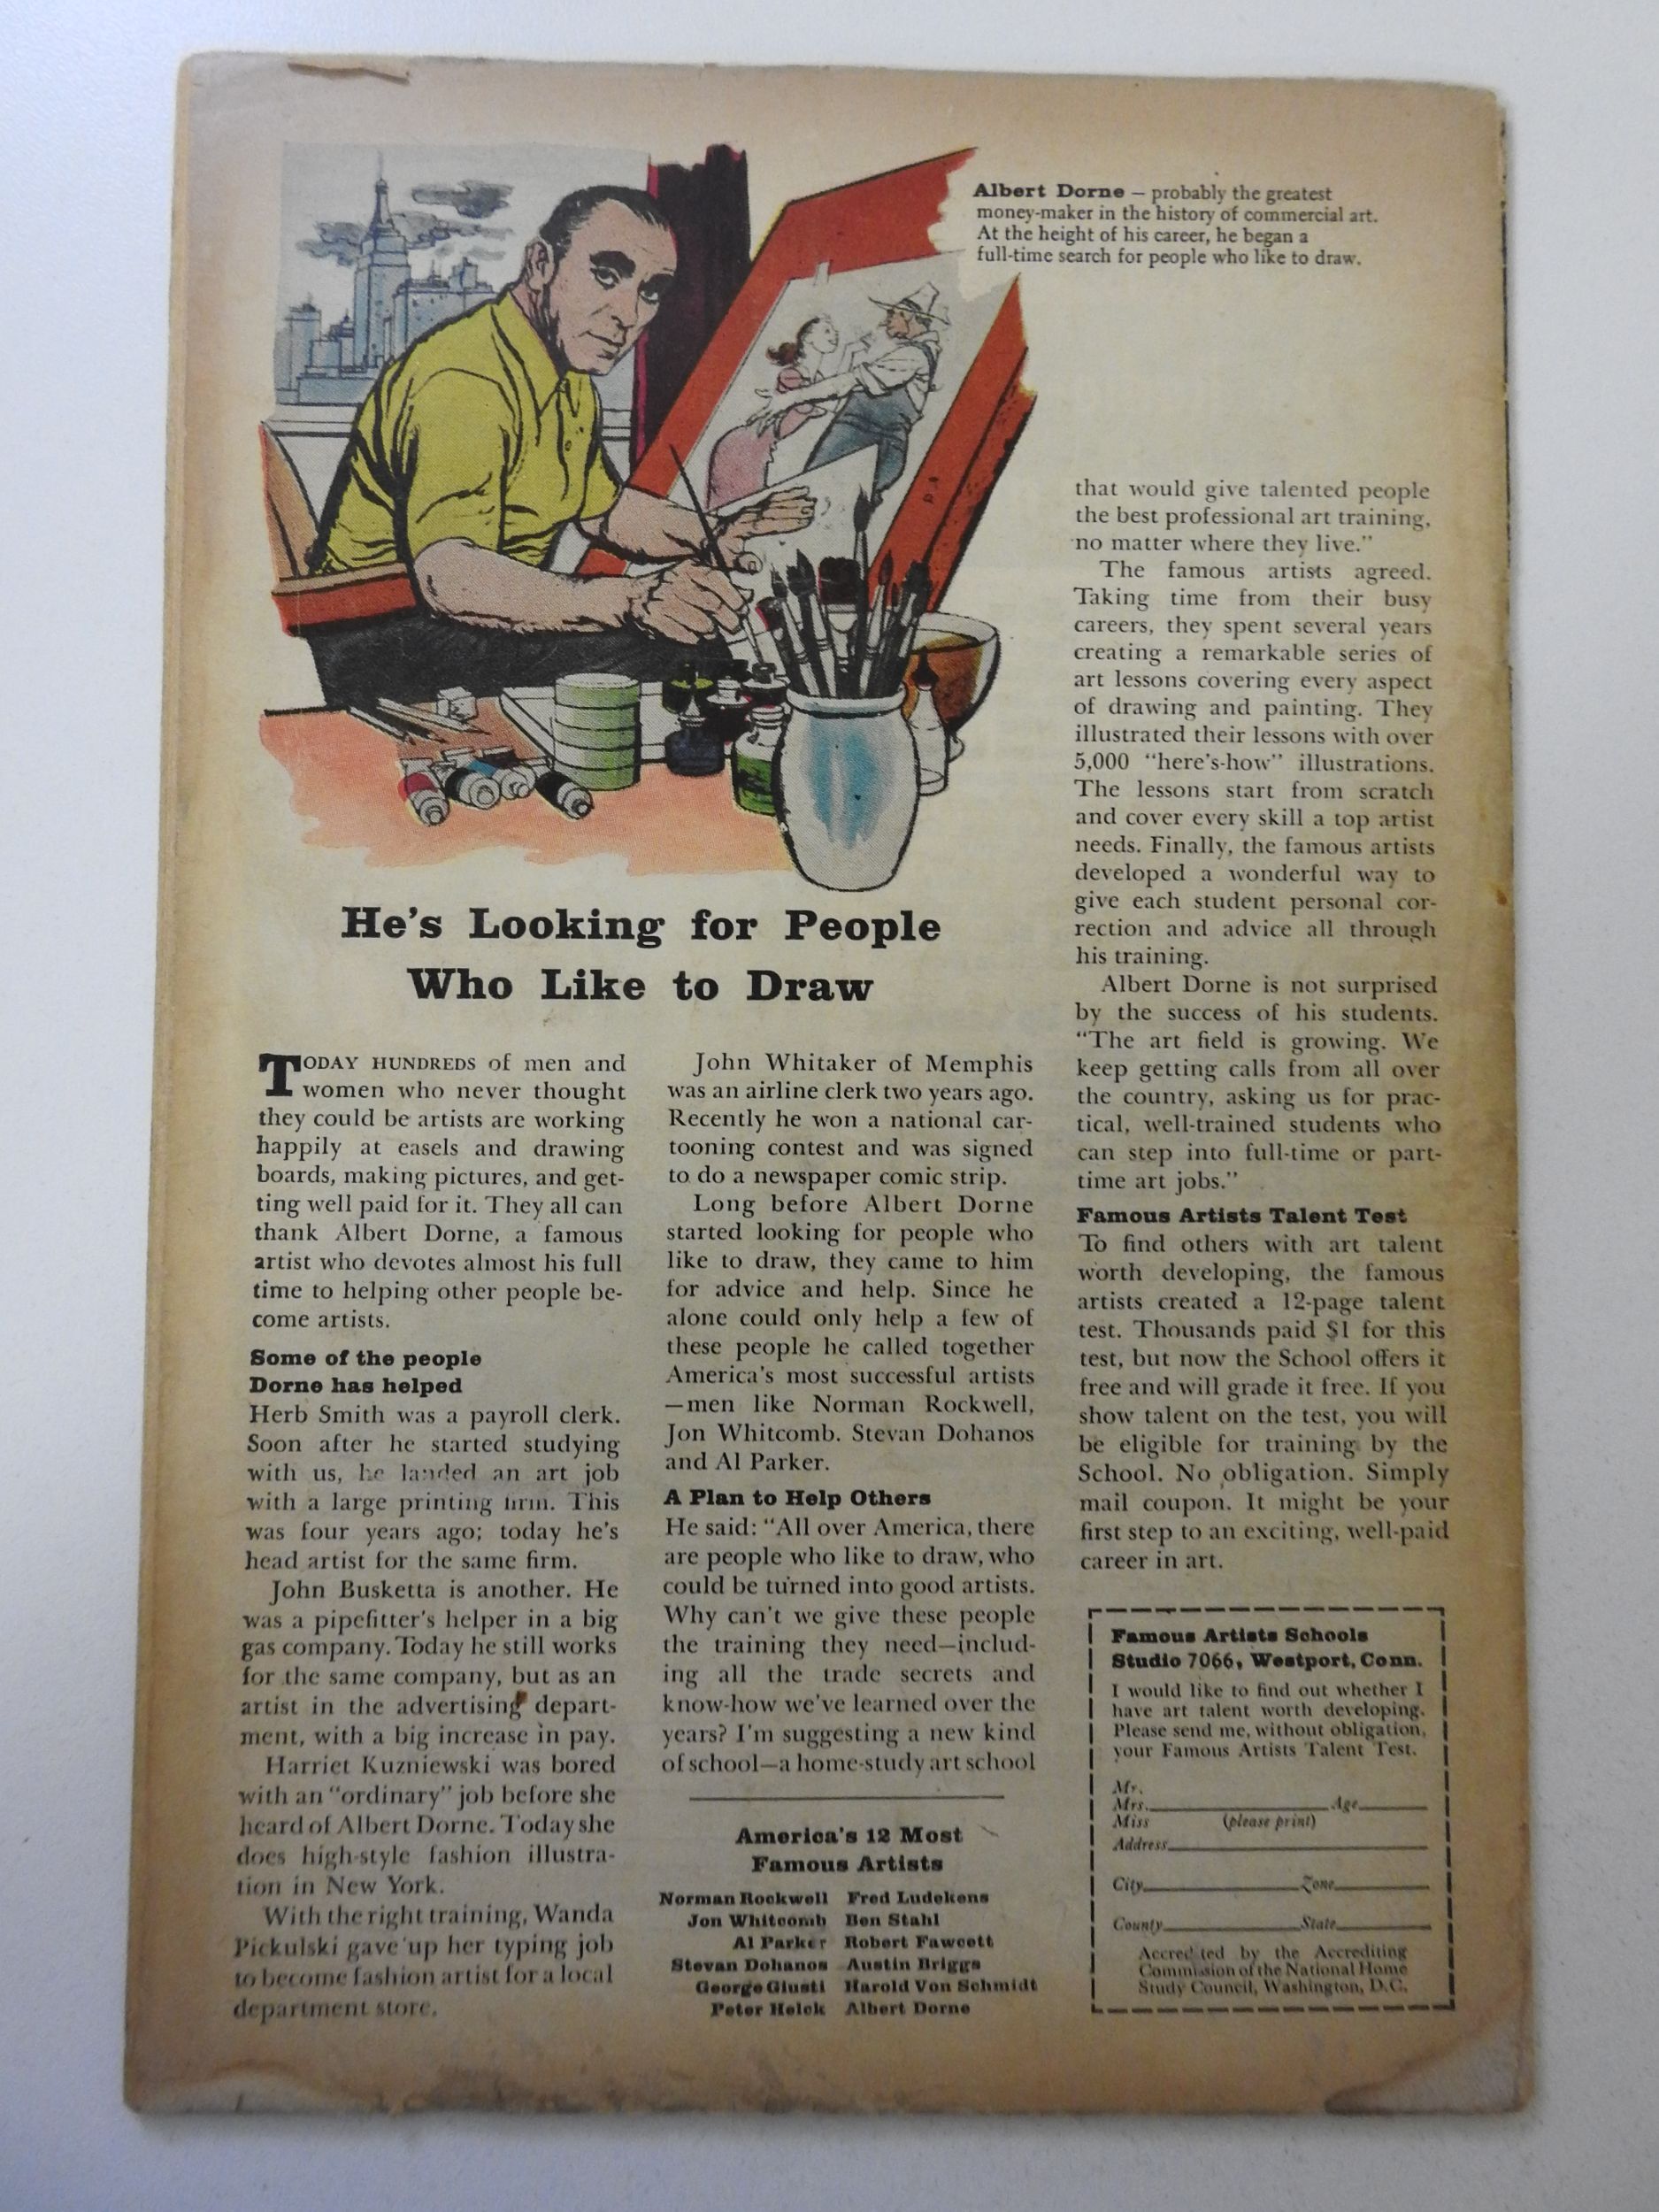 Albert Dorne – probably the greatest
money-maker in the history of commercial art.
At the height of his career, he began a
full-time search for people who like to draw.
He's Looking for People
Who Like to Draw
TODAY HUNDREDS of men and
women who never thought
they could be artists are working
happily at easels and drawing
boards, making pictures, and get-
ting well paid for it. They all can
thank Albert Dorne, a famous
artist who devotes almost his full
time to helping other people be-
come artists.
Some of the people
Dorne has helped
Herb Smith was a payroll clerk.
Soon after he started studying
with us, he landed an art job
with a large printing firm. This
was four years ago; today he's
head artist for the same firm.
John Busketta is another. He
was a pipefitter's helper in a big
gas company. Today he still works
for the same company, but as an
artist in the advertising depart-
ment, with a big increase in pay.
Harriet Kuzniewski was bored
with an "ordinary" job before she
heard of Albert Dorne. Today she
does high-style fashion illustra-
tion in New York.
With the right training, Wanda
Pickulski gave up her typing job
to become fashion artist for a local
department store.
John Whitaker of Memphis
was an airline clerk two years ago.
Recently he won a national car-
tooning contest and was signed
to do a newspaper comic strip.
Long before Albert Dorne
started looking for people who
like to draw, they came to him
for advice and help. Since he
alone could only help a few of
these people he called together
America's most successful artists
—men like Norman Rockwell,
Jon Whitcomb, Stevan Dohanos
and Al Parker.
A Plan to Help Others
He said: "All over America, there
are people who like to draw, who
could be turned into good artists.
Why can't we give these people
the training they need—includ-
ing all the trade secrets and
know-how we've learned over the
years? I'm suggesting a new kind
of school—a home-study art school
America's 12 Most
Famous Artists
Norman Rockwell Fred Ludekens
Jon Whitcomb Ben Stahl
Al Parker Robert Fawcett
Stevan Dohanos Austin Briggs
George Giusti Harold Von Schmidt
Peter Helck Albert Dorne
that would give talented people
the best professional art training,
no matter where they live."
The famous artists agreed.
Taking time from their busy
careers, they spent several years
creating a remarkable series of
art lessons covering every aspect
of drawing and painting. They
illustrated their lessons with over
5,000 "here's-how" illustrations.
The lessons start from scratch
and cover every skill a top artist
needs. Finally, the famous artists
developed a wonderful way to
give each student personal cor-
rection and advice all through
his training.
Albert Dorne is not surprised
by the success of his students.
"The art field is growing. We
keep getting calls from all over
the country, asking us for prac-
tical, well-trained students who
can step into full-time or part-
time art jobs."
Famous Artists Talent Test
To find others with art talent
worth developing, the famous
artists created a 12-page talent
test. Thousands paid $1 for this
test, but now the School offers it
free and will grade it free. If you
show talent on the test, you will
be eligible for training by the
School. No obligation. Simply
mail coupon. It might be your
first step to an exciting, well-paid
career in art.
Famous Artists Schools
Studio 7066, Westport, Conn.
I would like to find out whether I
have art talent worth developing.
Please send me, without obligation,
your Famous Artists Talent Test.
Mr.
Mrs. Age
Miss (please print)
Address
City Zone
County State
Accredited by the Accrediting
Commission of the National Home
Study Council, Washington, D.C.